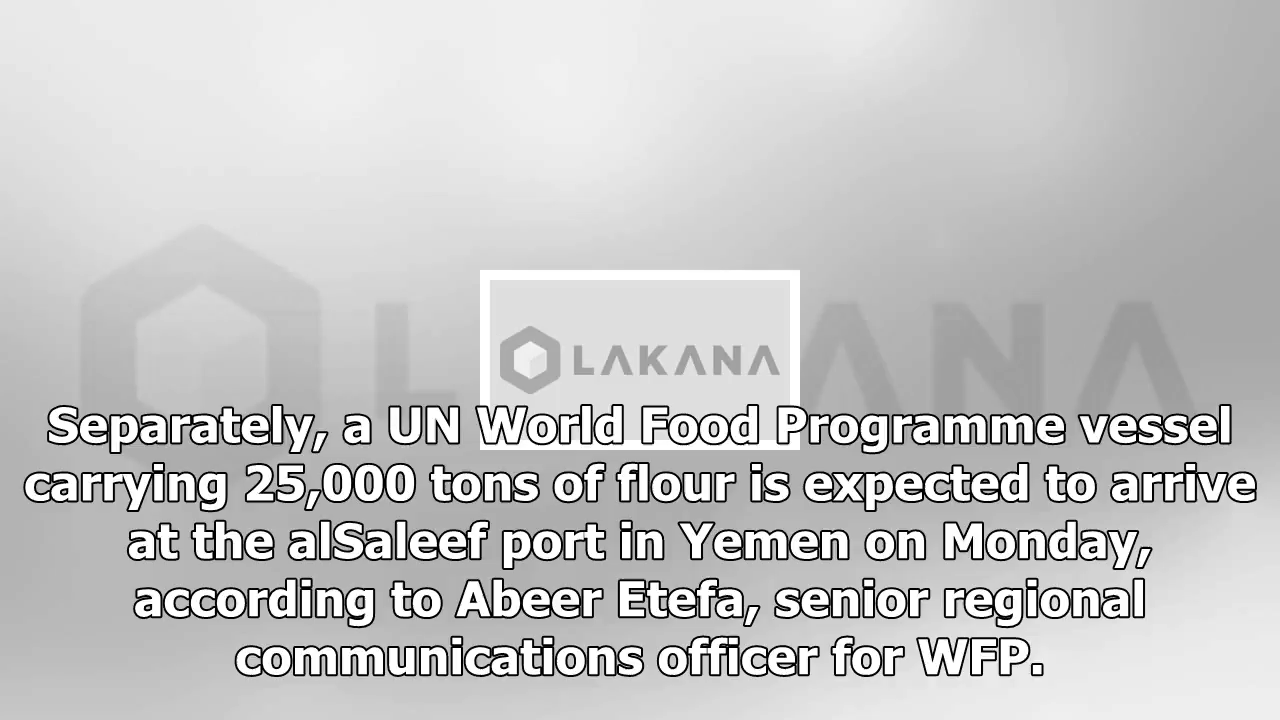 LAKANA
LAKANA
Separately, a UN World Food Programme vessel
carrying 25,000 tons of flour is expected to arrive
at the alSaleef port in Yemen on Monday,
according to Abeer Etefa, senior regional
communications officer for WFP.